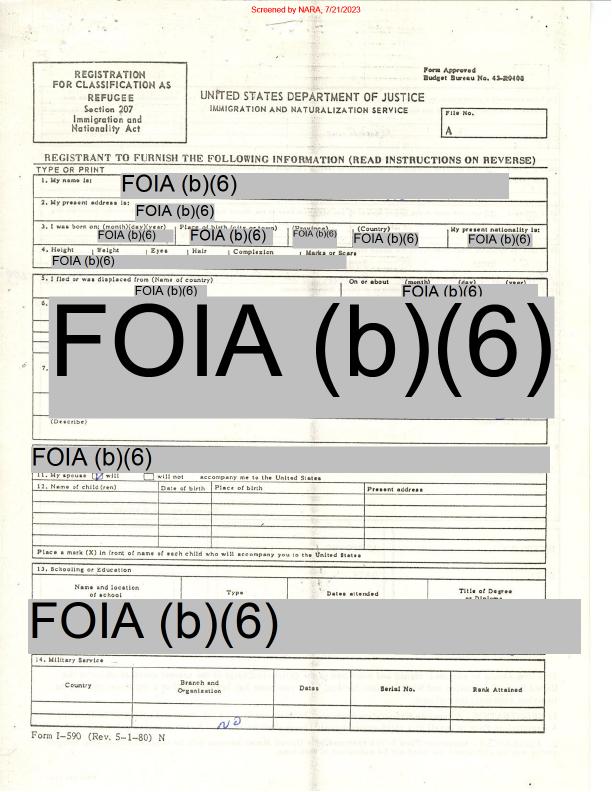 Screened by NARA, 7/21/2023
REGISTRATION
FOR CLASSIFICATION AS
REFUGEE
Section 207
Immigration and
Nationality Act
Form Approved
Budget Bureau No. 43-R0403
UNITED STATES DEPARTMENT OF JUSTICE
IMMIGRATION AND NATURALIZATION SERVICE
File No.
A
REGISTRANT TO FURNISH THE FOLLOWING INFORMATION (READ INSTRUCTIONS ON REVERSE)
TYPE OR PRINT
1. My name is: FOIA (b)(6)
2. My present address is: FOIA (b)(6)
3. I was born on: (month)(day)(year) Place of birth (city or town) (Province) (Country) My present nationality is:
FOIA (b)(6) FOIA (b)(6) FOIA (b)(6) FOIA (b)(6) FOIA (b)(6)
4. Height Weight Eyes Hair Complexion Marks or Scars
FOIA (b)(6)
5. I fled or was displaced from (Name of country) On or about (month) (day) (year)
FOIA (b)(6) FOIA (b)(6)
6.
FOIA (b)(6)
7.
(Describe)
FOIA (b)(6)
11. My spouse will will not accompany me to the United States
12. Name of child(ren) Date of birth Place of birth Present address
Place a mark (X) in front of name of each child who will accompany you to the United States
13. Schooling or Education
Name and location of school Type Dates attended Title of Degree or Diploma
FOIA (b)(6)
14. Military Service
Country Branch and Organization Dates Serial No. Rank Attained
NO
Form I-590 (Rev. 5-1-80) N